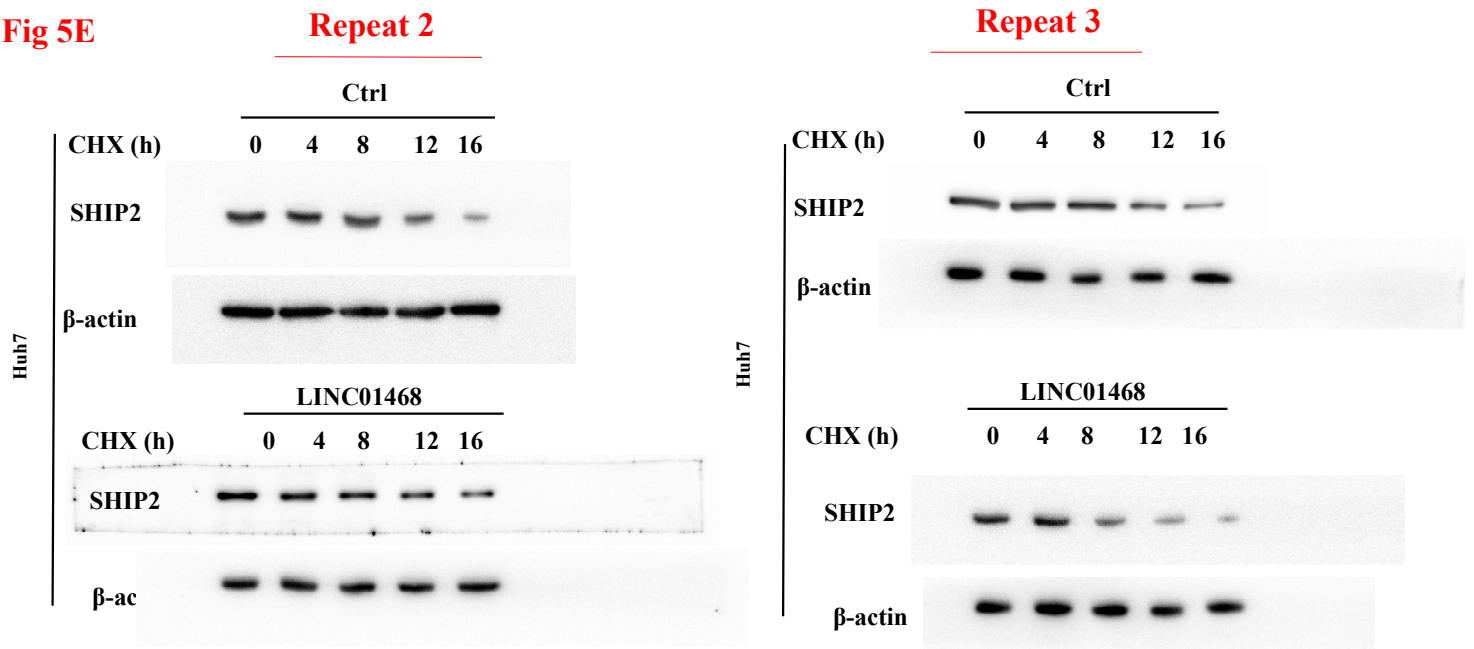 Fig 5E
Repeat 2
Ctrl
CHX (h) 0 4 8 12 16
SHIP2
β-actin
Huh7
LINC01468
CHX (h) 0 4 8 12 16
SHIP2
β-ac
Repeat 3
Ctrl
CHX (h) 0 4 8 12 16
SHIP2
β-actin
Huh7
LINC01468
CHX (h) 0 4 8 12 16
SHIP2
β-actin